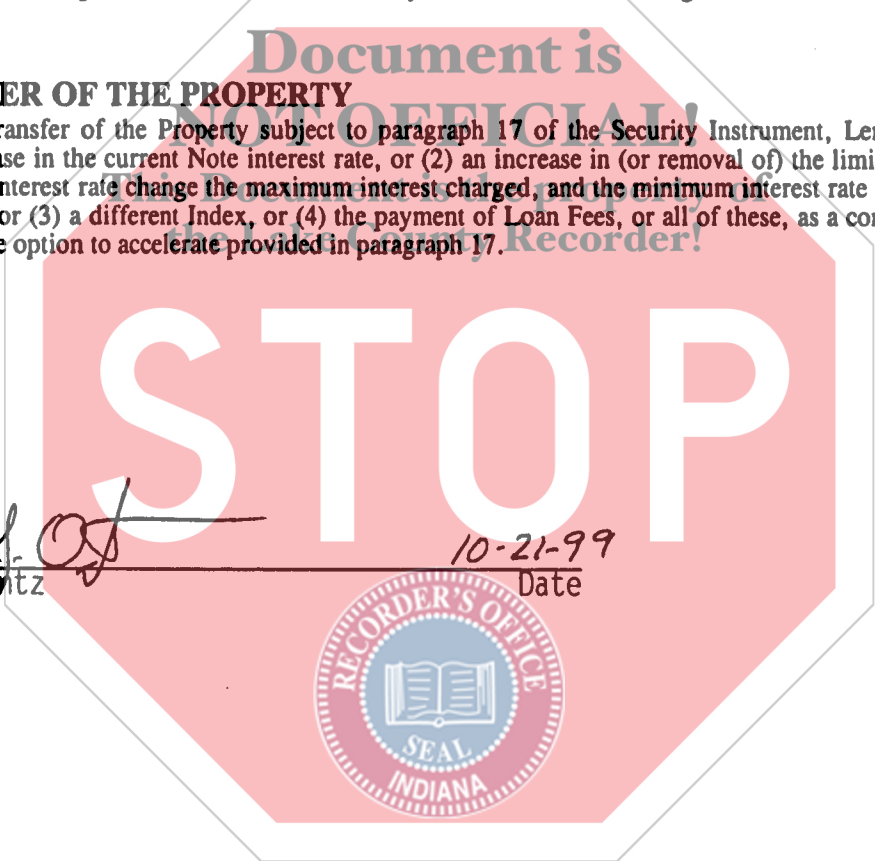 Document is
NOT OFFICIAL!
This Document is the property of
the Lake County Recorder!
ER OF THE PROPERTY
ransfer of the Property subject to paragraph 17 of the Security Instrument, Len
se in the current Note interest rate, or (2) an increase in (or removal of) the limi
nterest rate change the maximum interest charged, and the minimum interest rate
or (3) a different Index, or (4) the payment of Loan Fees, or all of these, as a con
e option to accelerate provided in paragraph 17.
STOP
10-21-99
ntz Date
RECORDER'S OFFICE
SEAL
INDIANA